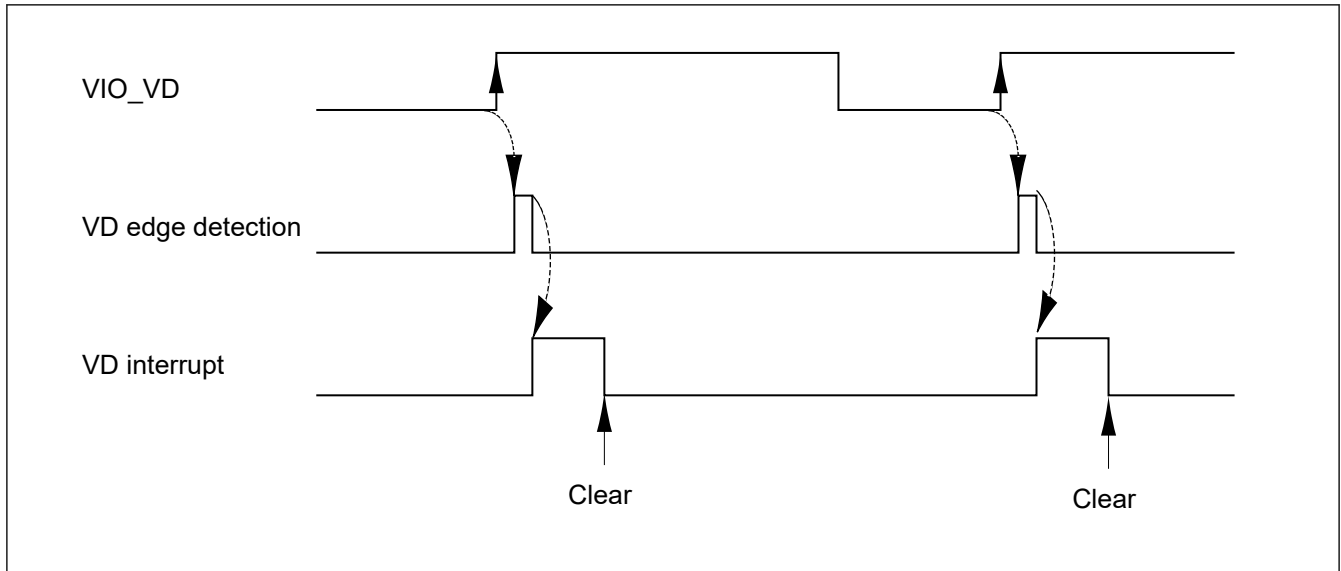 VIO_VD
VD edge detection
VD interrupt
Clear
Clear